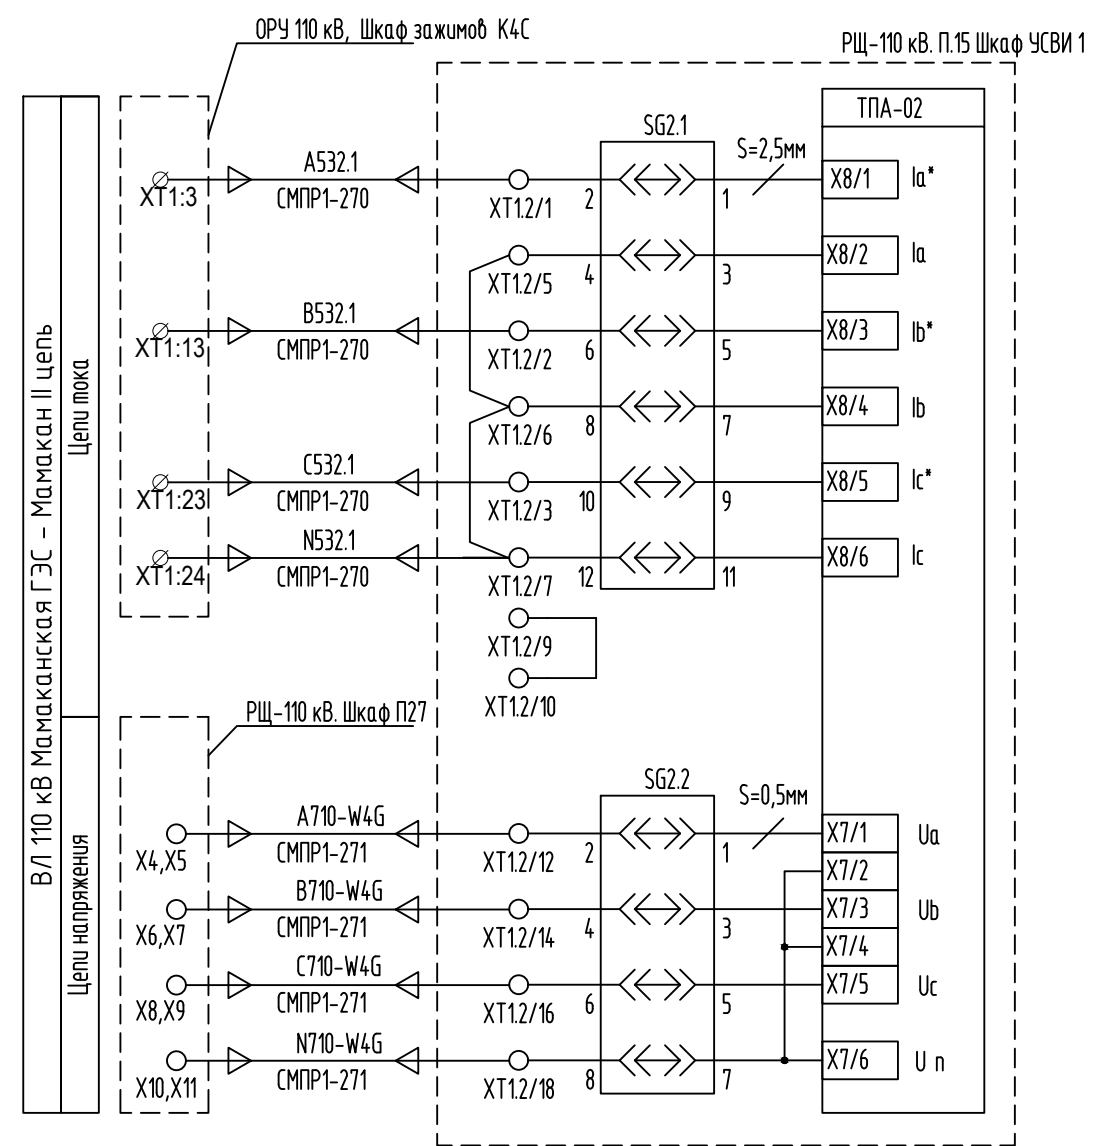 ОРУ 110 кВ, Шкаф зажимов К4С
РЩ-110 кВ. П.15 Шкаф УСВИ 1
ВЛ 110 кВ Мамаканская ГЭС - Мамакан II цепь
Цепи тока
Цепи напряжения
ТПА-02
SG2.1
S=2,5мм
XT1:3
А532.1
СМПР1-270
XT1.2/1
2
1
X8/1
Ia*
XT1.2/5
4
3
X8/2
Ia
XT1:13
В532.1
СМПР1-270
XT1.2/2
6
5
X8/3
Ib*
XT1.2/6
8
7
X8/4
Ib
XT1:23
С532.1
СМПР1-270
XT1.2/3
10
9
X8/5
Ic*
XT1:24
N532.1
СМПР1-270
XT1.2/7
12
11
X8/6
Ic
XT1.2/9
XT1.2/10
РЩ-110 кВ. Шкаф П27
SG2.2
S=0,5мм
X4,X5
A710-W4G
СМПР1-271
XT1.2/12
2
1
X7/1
Ua
X7/2
X6,X7
B710-W4G
СМПР1-271
XT1.2/14
4
3
X7/3
Ub
X7/4
X8,X9
C710-W4G
СМПР1-271
XT1.2/16
6
5
X7/5
Uc
X10,X11
N710-W4G
СМПР1-271
XT1.2/18
8
7
X7/6
U n